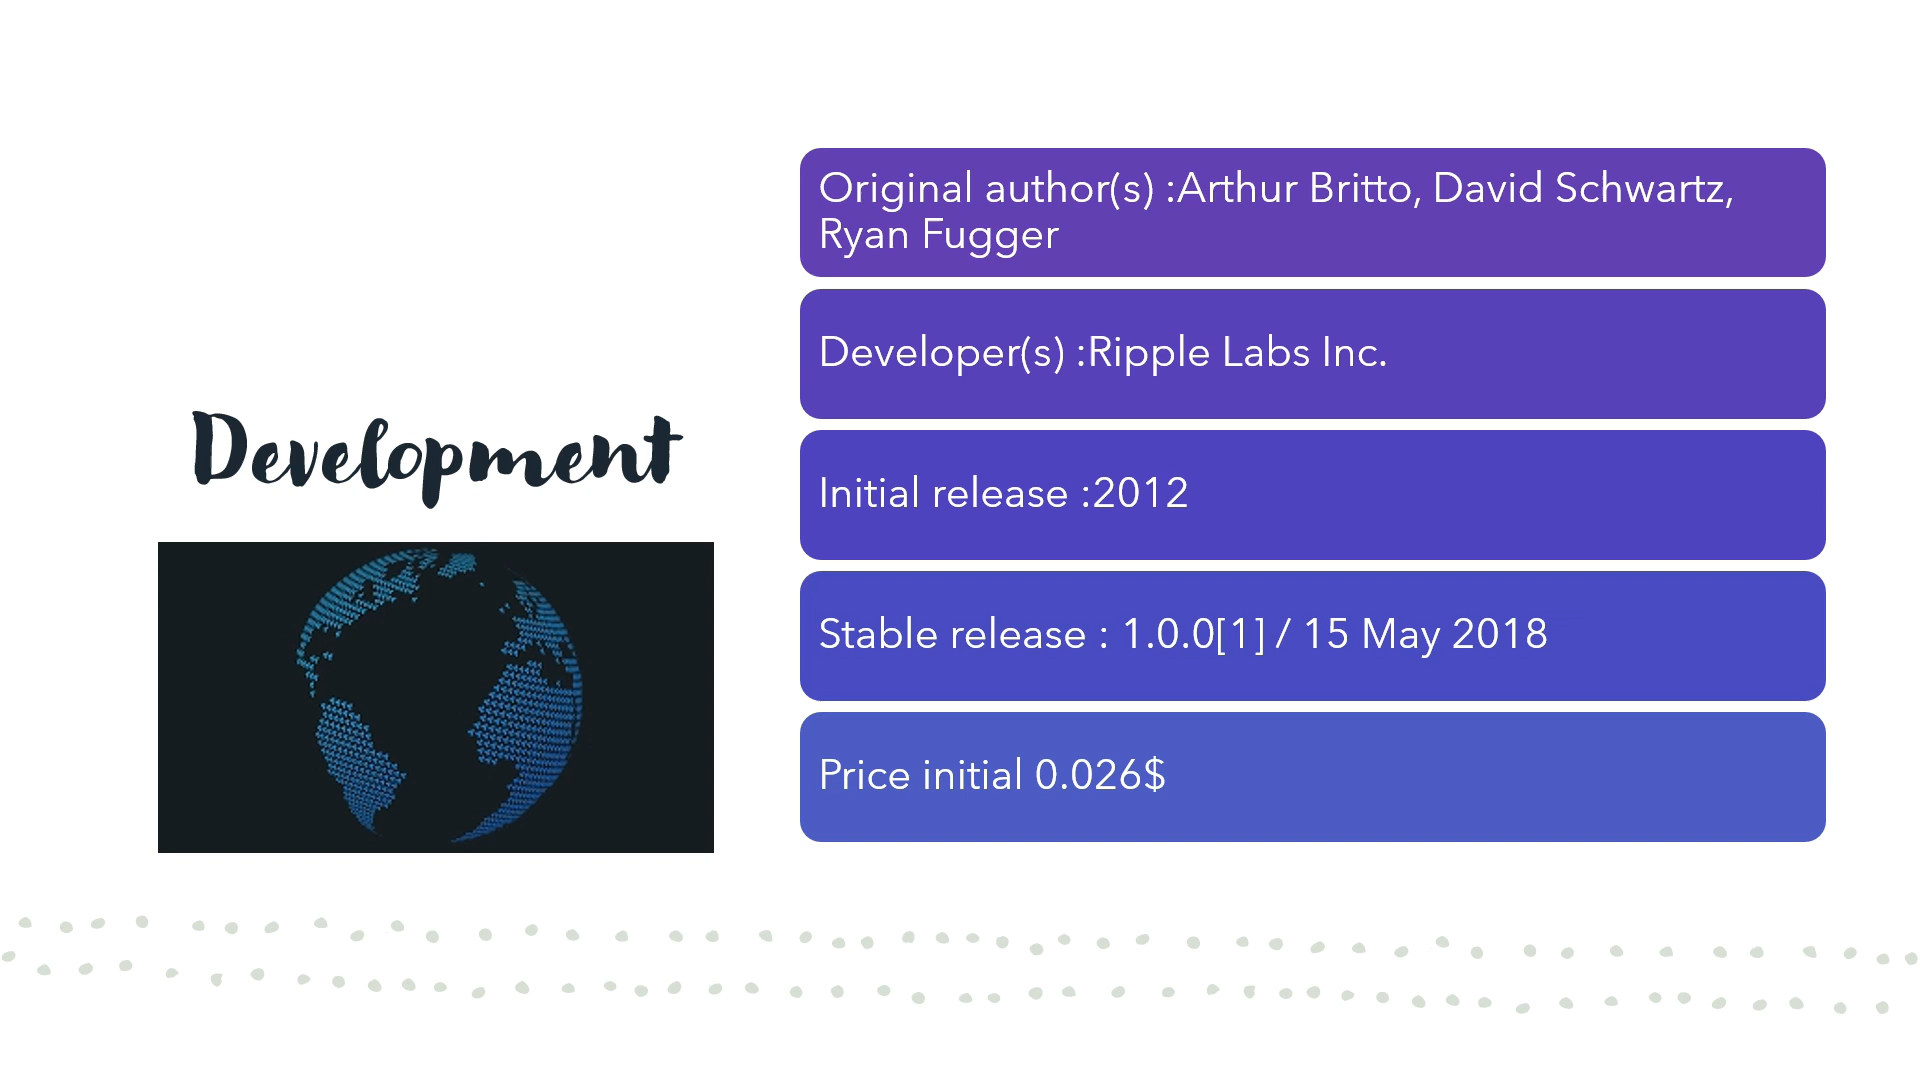 Development
Original author(s) :Arthur Britto, David Schwartz,
Ryan Fugger
Developer(s) :Ripple Labs Inc.
Initial release :2012
Stable release : 1.0.0[1] / 15 May 2018
Price initial 0.026$